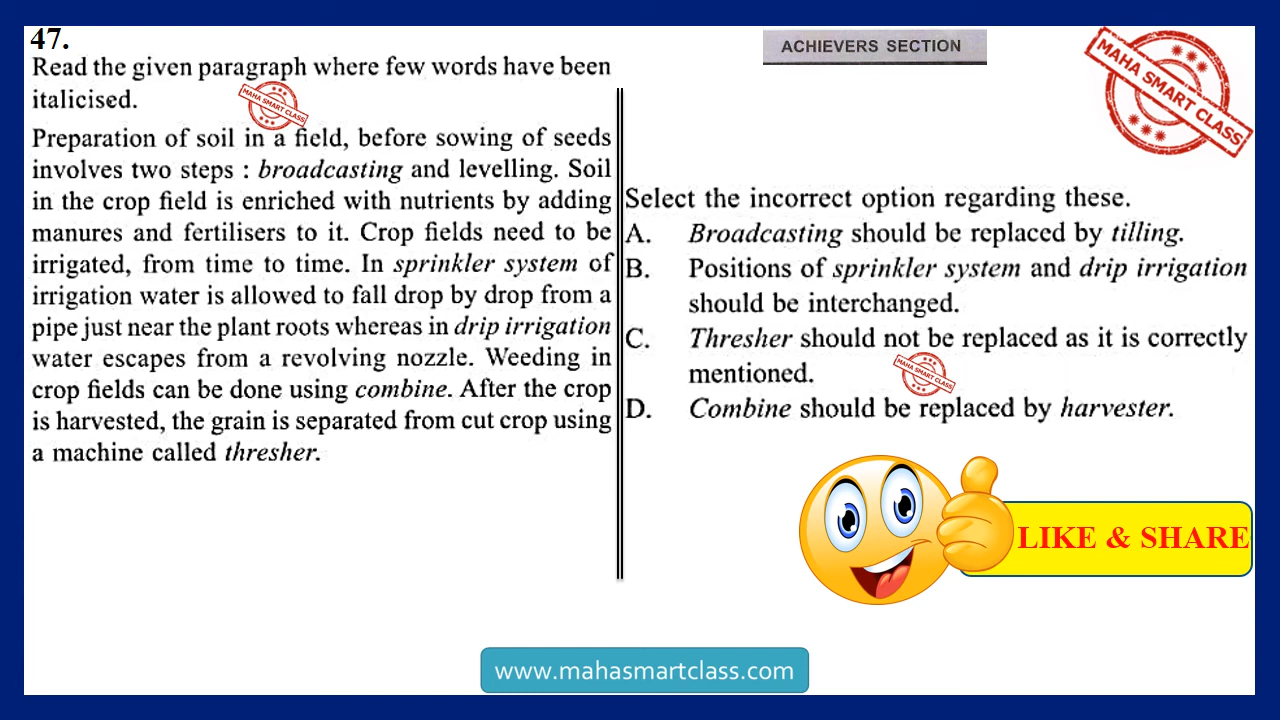 47.
Read the given paragraph where few words have been
italicised.
Preparation of soil in a field, before sowing of seeds
involves two steps : broadcasting and levelling. Soil
in the crop field is enriched with nutrients by adding
manures and fertilisers to it. Crop fields need to be
irrigated, from time to time. In sprinkler system of
irrigation water is allowed to fall drop by drop from a
pipe just near the plant roots whereas in drip irrigation
water escapes from a revolving nozzle. Weeding in
crop fields can be done using combine. After the crop
is harvested, the grain is separated from cut crop using
a machine called thresher.
MAHA SMART CLASS
ACHIEVERS SECTION
MAHA SMART CLASS
Select the incorrect option regarding these.
A. Broadcasting should be replaced by tilling.
B. Positions of sprinkler system and drip irrigation
should be interchanged.
C. Thresher should not be replaced as it is correctly
mentioned.
MAHA SMART CLASS
D. Combine should be replaced by harvester.
LIKE & SHARE
www.mahasmartclass.com